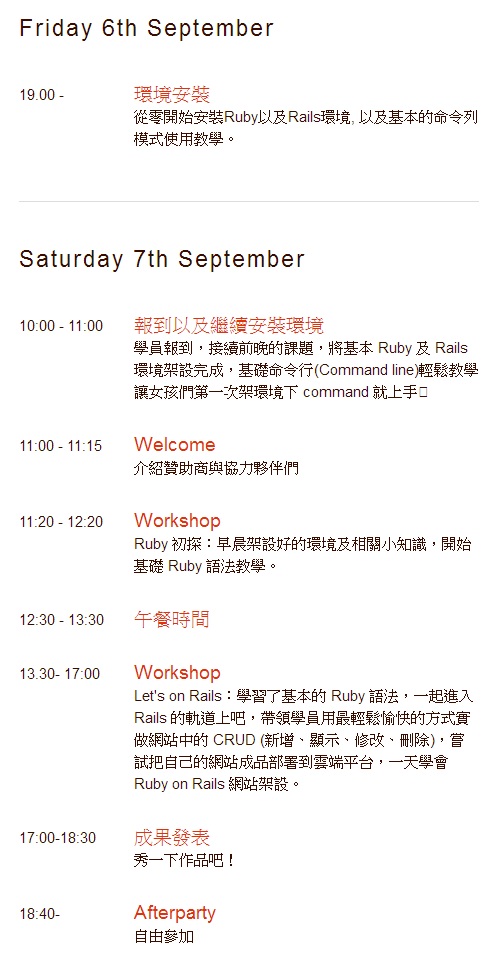 Friday 6th September
19.00 - 環境安裝
從零開始安裝Ruby以及Rails環境, 以及基本的命令列
模式使用教學。
Saturday 7th September
10:00 - 11:00 報到以及繼續安裝環境
學員報到，接續前晚的課題，將基本 Ruby 及 Rails
環境架設完成，基礎命令行(Command line)輕鬆教學
讓女孩們第一次架環境下 command 就上手
11:00 - 11:15 Welcome
介紹贊助商與協力夥伴們
11:20 - 12:20 Workshop
Ruby 初探：早晨架設好的環境及相關小知識，開始
基礎 Ruby 語法教學。
12:30 - 13:30 午餐時間
13.30- 17:00 Workshop
Let's on Rails：學習了基本的 Ruby 語法，一起進入
Rails 的軌道上吧，帶領學員用最輕鬆愉快的方式實
做網站中的 CRUD (新增、顯示、修改、刪除)，嘗
試把自己的網站成品部署到雲端平台，一天學會
Ruby on Rails 網站架設。
17:00-18:30 成果發表
秀一下作品吧！
18:40- Afterparty
自由參加